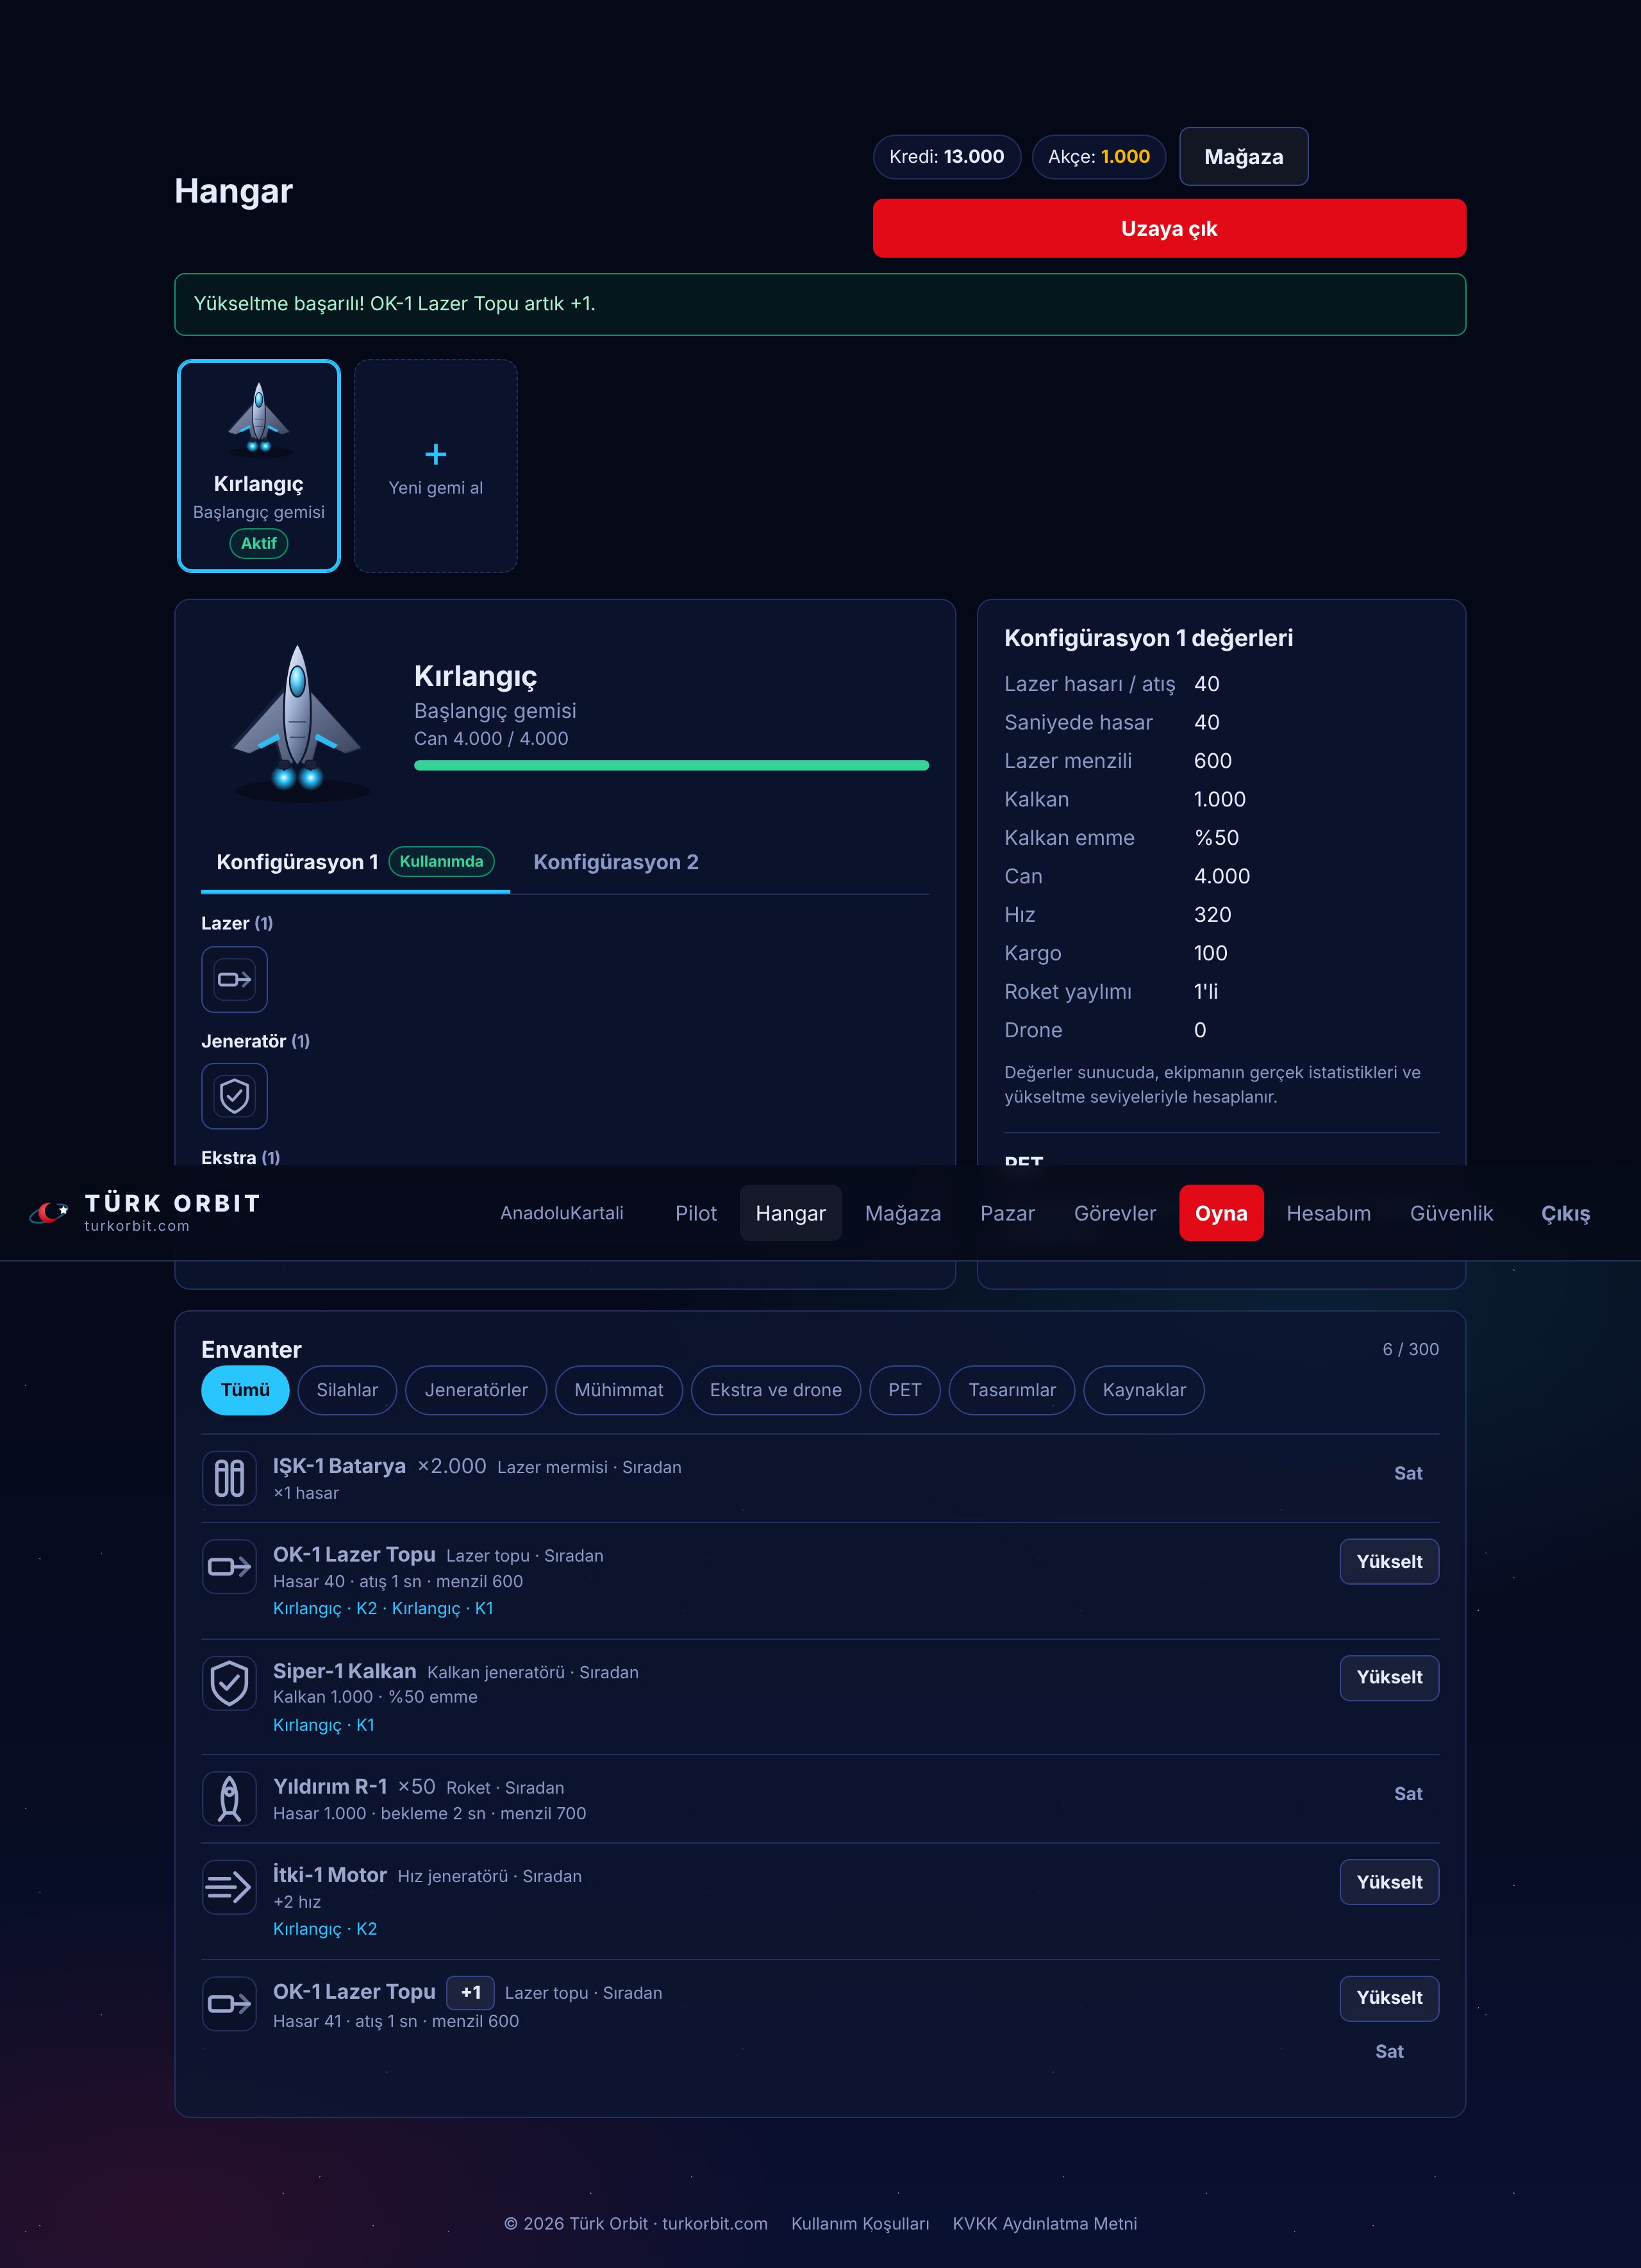 Hangar
Kredi: 13.000
Akçe: 1.000
Mağaza
Uzaya çık
Yükseltme başarılı! OK-1 Lazer Topu artık +1.
Kırlangıç
Başlangıç gemisi
Aktif
+
Yeni gemi al
Kırlangıç
Başlangıç gemisi
Can 4.000 / 4.000
Konfigürasyon 1 Kullanımda
Konfigürasyon 2
Lazer (1)
Jeneratör (1)
Ekstra (1)
Konfigürasyon 1 değerleri
Lazer hasarı / atış 40
Saniyede hasar 40
Lazer menzili 600
Kalkan 1.000
Kalkan emme %50
Can 4.000
Hız 320
Kargo 100
Roket yaylımı 1'li
Drone 0
Değerler sunucuda, ekipmanın gerçek istatistikleri ve
yükseltme seviyeleriyle hesaplanır.
PET
TÜRK ORBIT
turkorbit.com
AnadoluKartali
Pilot
Hangar
Mağaza
Pazar
Görevler
Oyna
Hesabım
Güvenlik
Çıkış
Envanter
6 / 300
Tümü
Silahlar
Jeneratörler
Mühimmat
Ekstra ve drone
PET
Tasarımlar
Kaynaklar
IŞK-1 Batarya ×2.000 Lazer mermisi · Sıradan
×1 hasar
Sat
OK-1 Lazer Topu Lazer topu · Sıradan
Hasar 40 · atış 1 sn · menzil 600
Kırlangıç · K2 · Kırlangıç · K1
Yükselt
Siper-1 Kalkan Kalkan jeneratörü · Sıradan
Kalkan 1.000 · %50 emme
Kırlangıç · K1
Yükselt
Yıldırım R-1 ×50 Roket · Sıradan
Hasar 1.000 · bekleme 2 sn · menzil 700
Sat
İtki-1 Motor Hız jeneratörü · Sıradan
+2 hız
Kırlangıç · K2
Yükselt
OK-1 Lazer Topu +1 Lazer topu · Sıradan
Hasar 41 · atış 1 sn · menzil 600
Yükselt
Sat
© 2026 Türk Orbit · turkorbit.com
Kullanım Koşulları
KVKK Aydınlatma Metni